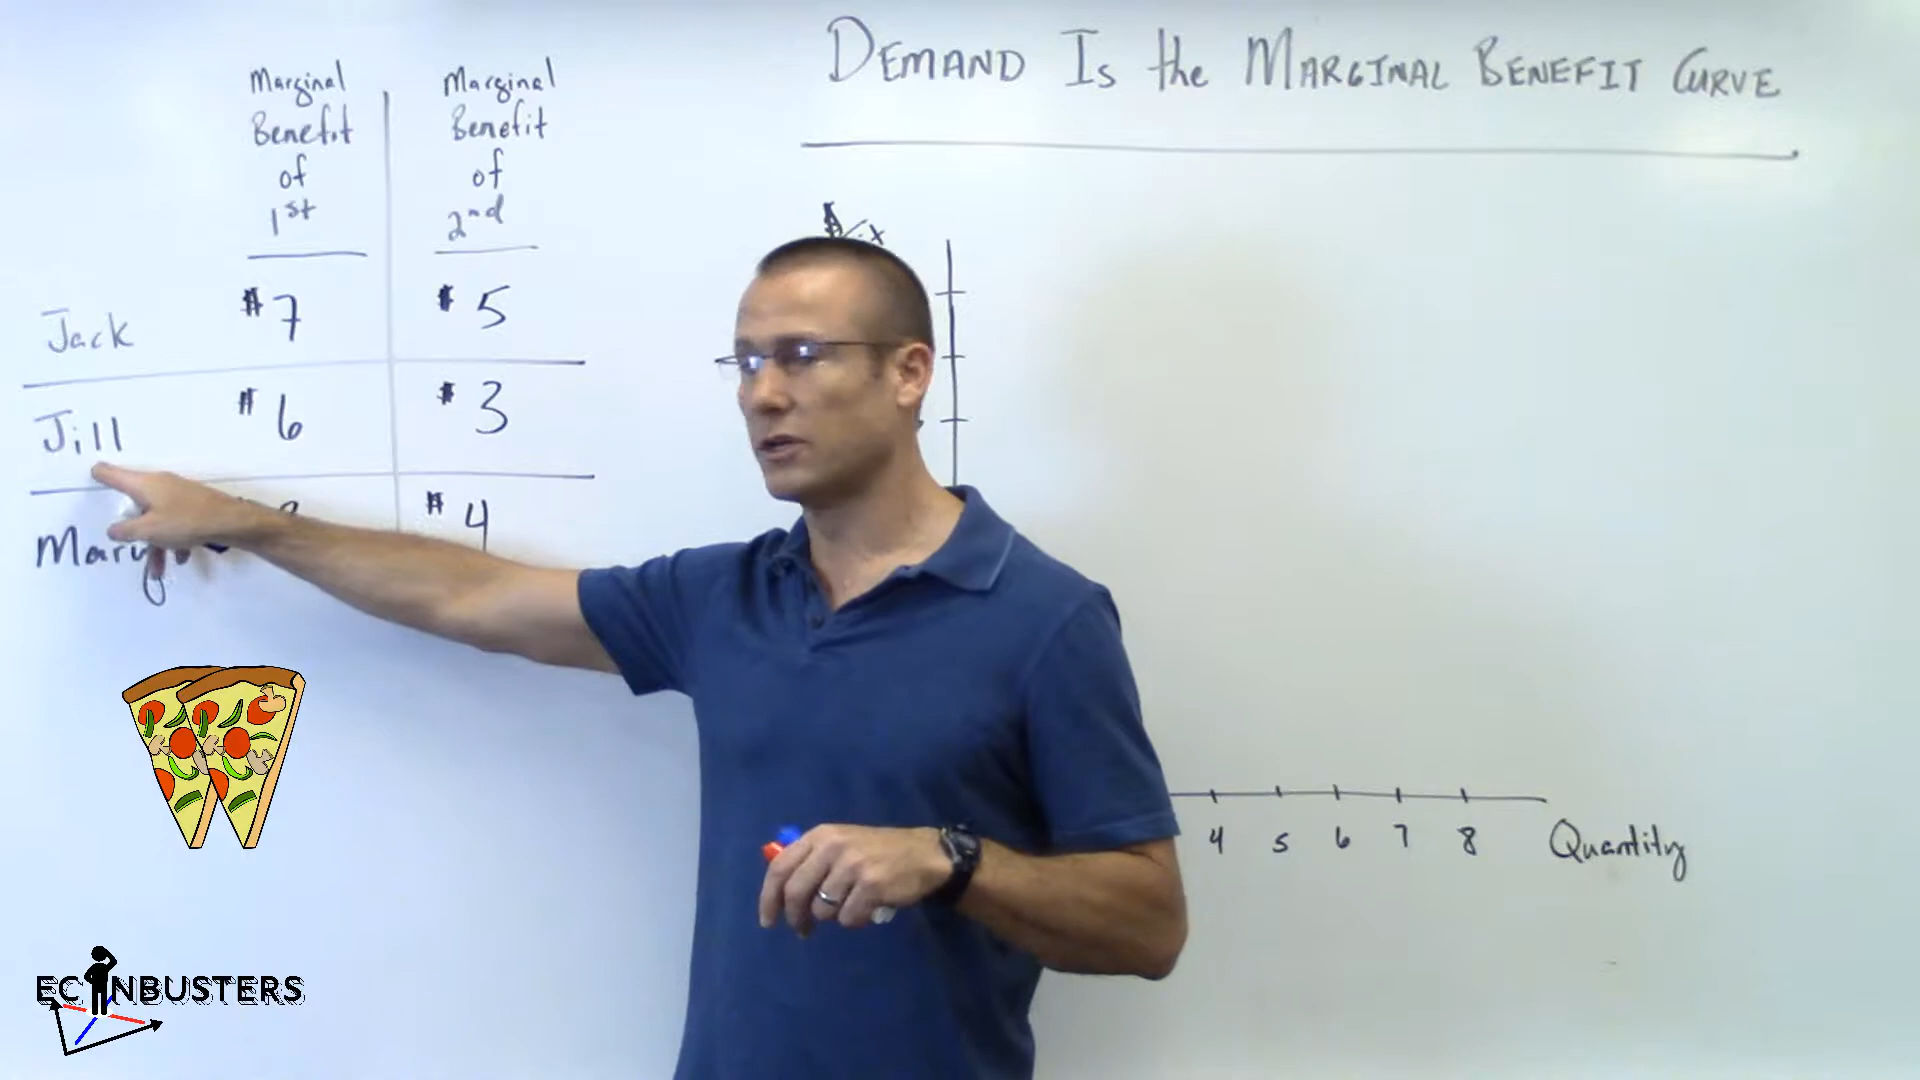 DEMAND IS the MARGINAL BENEFIT CURVE
Marginal Benefit of 1st
Marginal Benefit of 2nd
Jack $7 $5
Jill $6 $3
Mary $4
4 5 6 7 8 Quantity
ECONBUSTERS